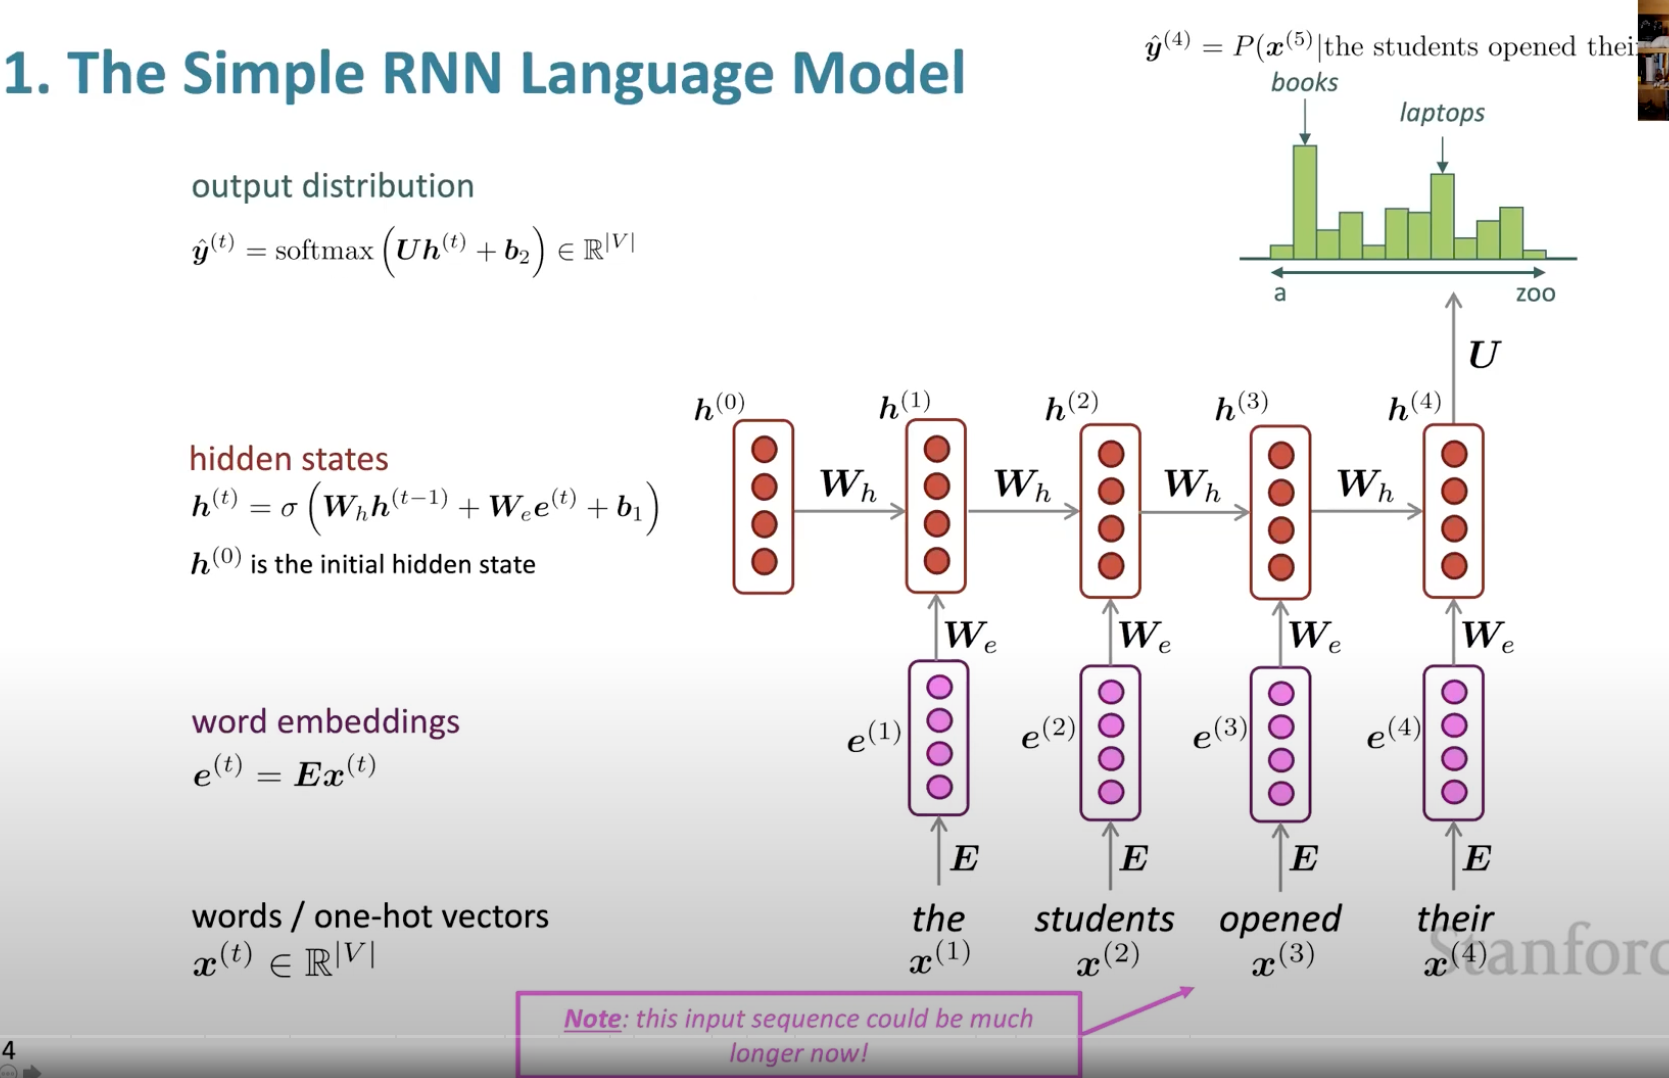 1. The Simple RNN Language Model
ŷ⁽⁴⁾ = P(x⁽⁵⁾|the students opened thei
books
laptops
a
zoo
output distribution
ŷ⁽ᵗ⁾ = softmax (Uh⁽ᵗ⁾ + b₂) ∈ ℝ|V|
U
h⁽⁰⁾ h⁽¹⁾ h⁽²⁾ h⁽³⁾ h⁽⁴⁾
hidden states
W_h W_h W_h W_h
h⁽ᵗ⁾ = σ (W_h h⁽ᵗ⁻¹⁾ + W_e e⁽ᵗ⁾ + b₁)
h⁽⁰⁾ is the initial hidden state
W_e W_e W_e W_e
word embeddings
e⁽¹⁾ e⁽²⁾ e⁽³⁾ e⁽⁴⁾
e⁽ᵗ⁾ = Ex⁽ᵗ⁾
E E E E
words / one-hot vectors
the students opened their
x⁽ᵗ⁾ ∈ ℝ|V|
x⁽¹⁾ x⁽²⁾ x⁽³⁾ x⁽⁴⁾
Stanford
Note: this input sequence could be much
longer now!
4